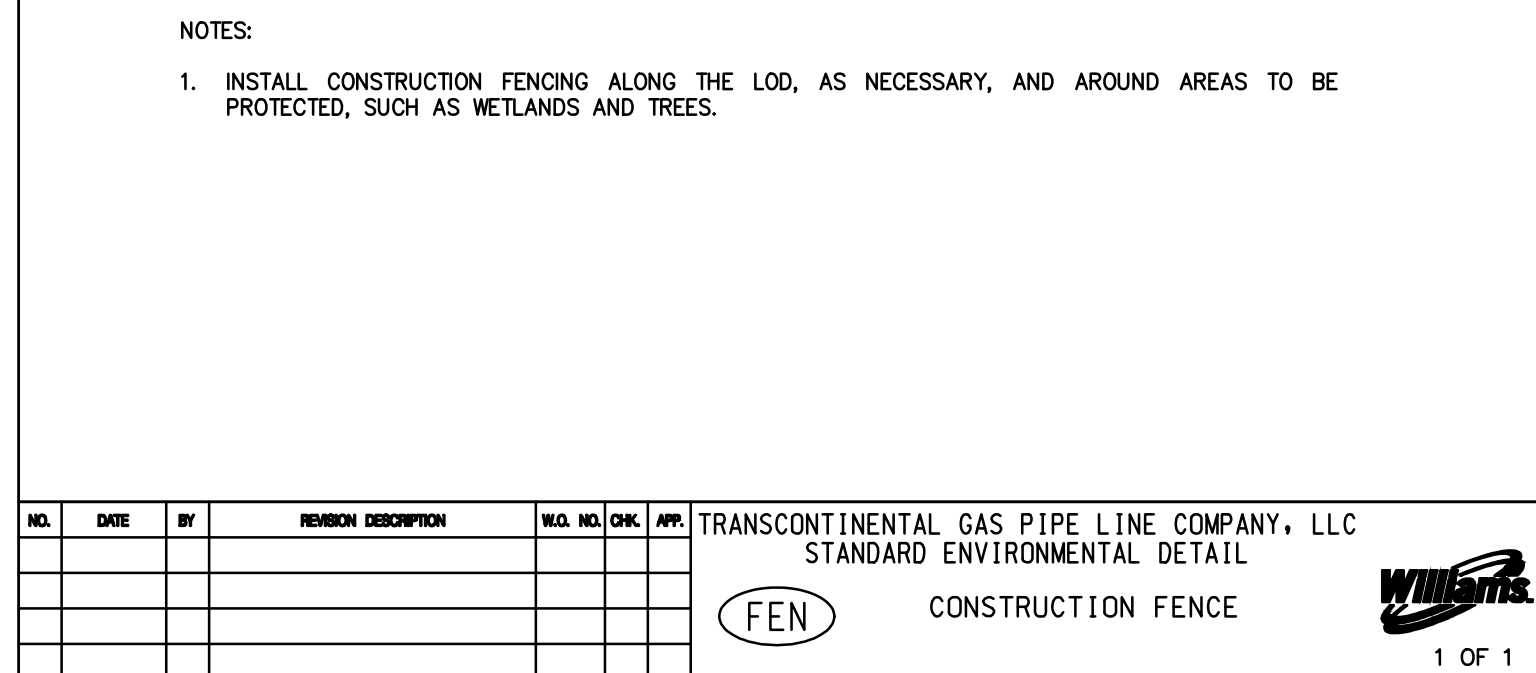 NOTES:
1. INSTALL CONSTRUCTION FENCING ALONG THE LOD, AS NECESSARY, AND AROUND AREAS TO BE
PROTECTED, SUCH AS WETLANDS AND TREES.
NO. DATE BY REVISION DESCRIPTION W.O. NO. CHK. APP.
TRANSCONTINENTAL GAS PIPE LINE COMPANY, LLC
STANDARD ENVIRONMENTAL DETAIL
FEN
CONSTRUCTION FENCE
Williams.
1 OF 1